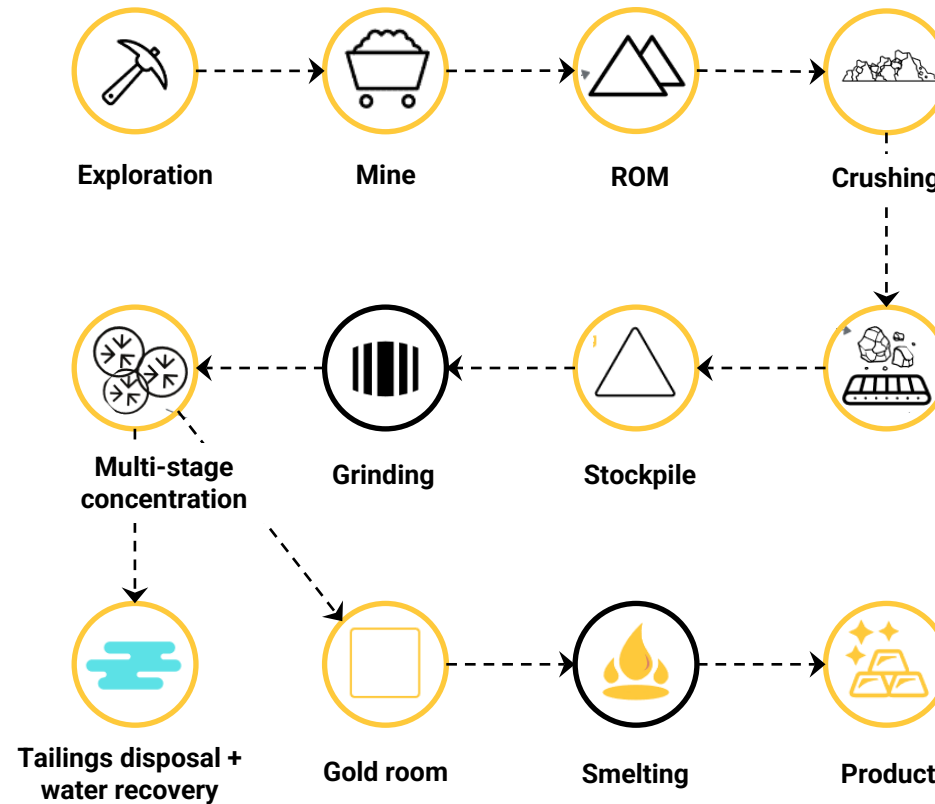 Exploration
Mine
ROM
Crushing
Multi-stage
concentration
Grinding
Stockpile
Tailings disposal +
water recovery
Gold room
Smelting
Product